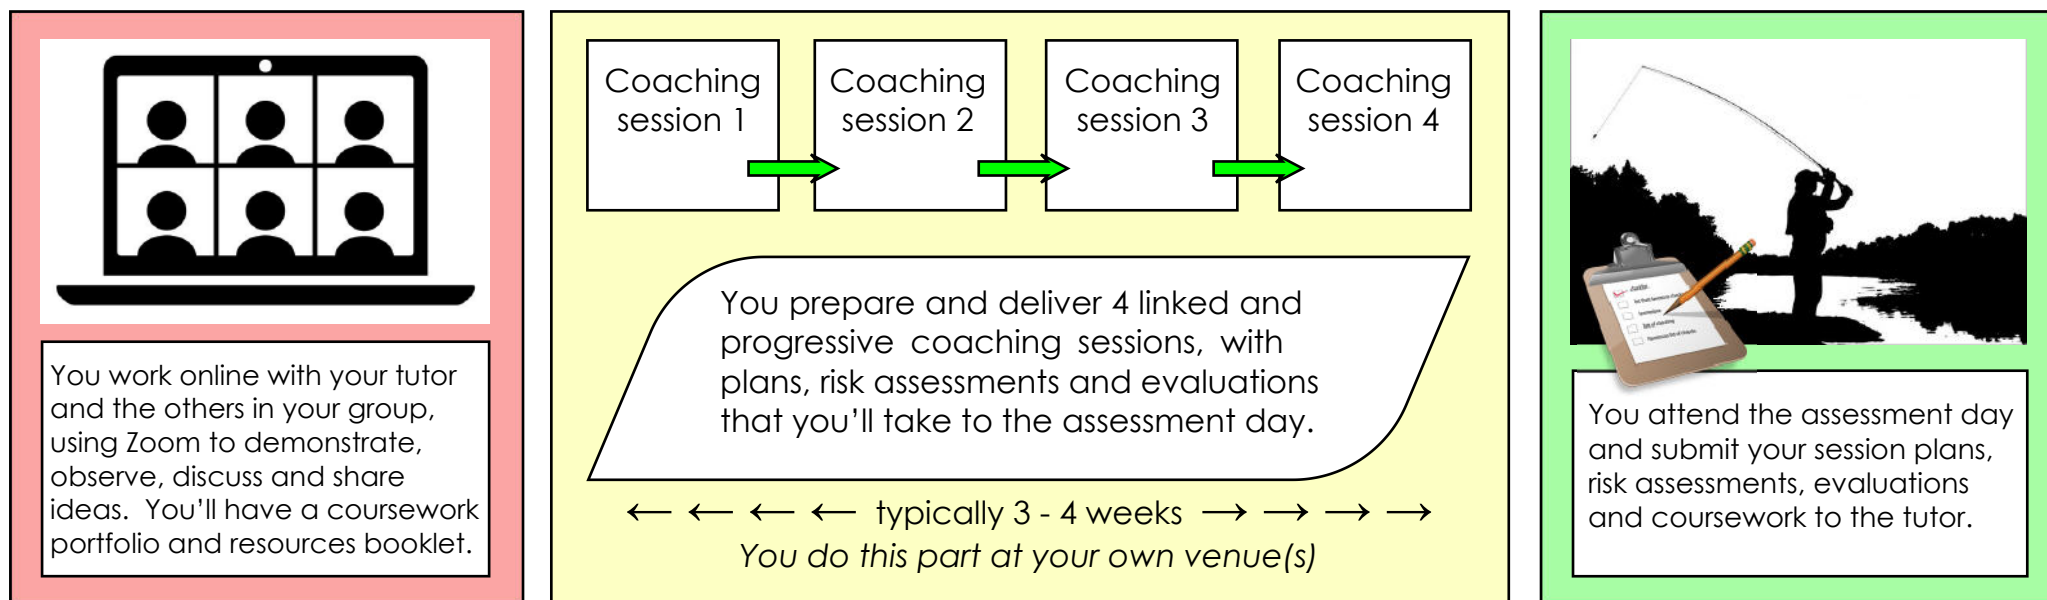 You work online with your tutor
and the others in your group,
using Zoom to demonstrate,
observe, discuss and share
ideas.  You'll have a coursework
portfolio and resources booklet.
Coaching
session 1
Coaching
session 2
Coaching
session 3
Coaching
session 4
You prepare and deliver 4 linked and
progressive coaching sessions, with
plans, risk assessments and evaluations
that you'll take to the assessment day.
← ← ← ← typically 3 - 4 weeks → → → →
You do this part at your own venue(s)
You attend the assessment day
and submit your session plans,
risk assessments, evaluations
and coursework to the tutor.